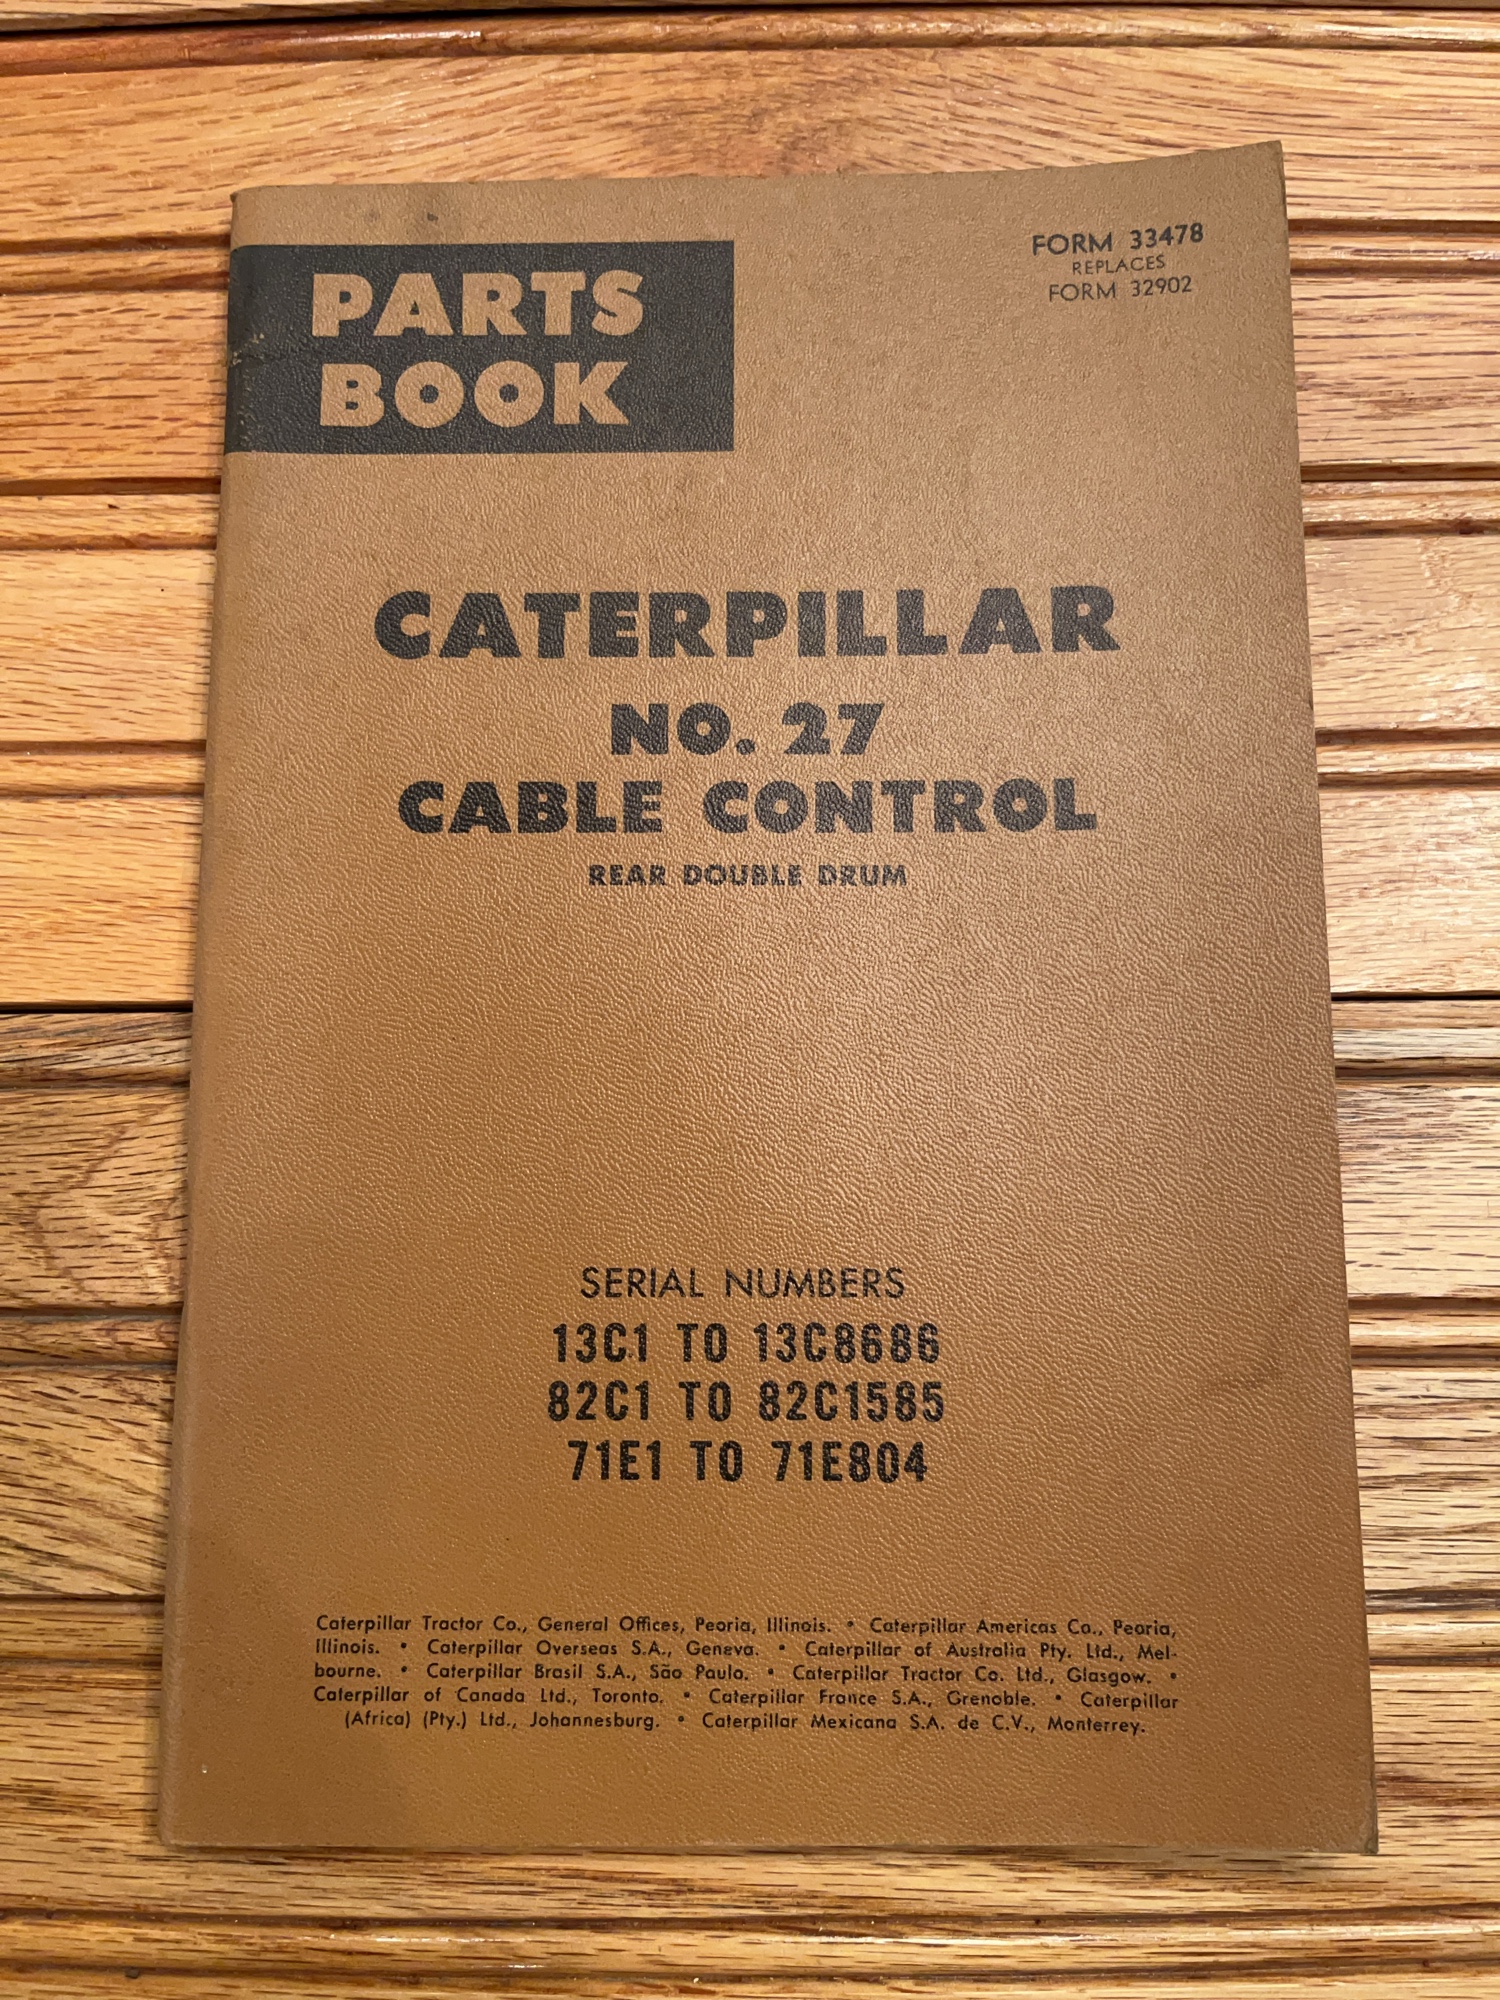 PARTS
BOOK
FORM 33478
REPLACES
FORM 32902
CATERPILLAR
NO. 27
CABLE CONTROL
REAR DOUBLE DRUM
SERIAL NUMBERS
13C1 TO 13C8686
82C1 TO 82C1585
71E1 TO 71E804
Caterpillar Tractor Co., General Offices, Peoria, Illinois. • Caterpillar Americas Co., Peoria,
Illinois. • Caterpillar Overseas S.A., Geneva. • Caterpillar of Australia Pty. Ltd., Mel-
bourne. • Caterpillar Brasil S.A., São Paulo. • Caterpillar Tractor Co. Ltd., Glasgow. •
Caterpillar of Canada Ltd., Toronto. • Caterpillar France S.A., Grenoble. • Caterpillar
(Africa) (Pty.) Ltd., Johannesburg. • Caterpillar Mexicana S.A. de C.V., Monterrey.